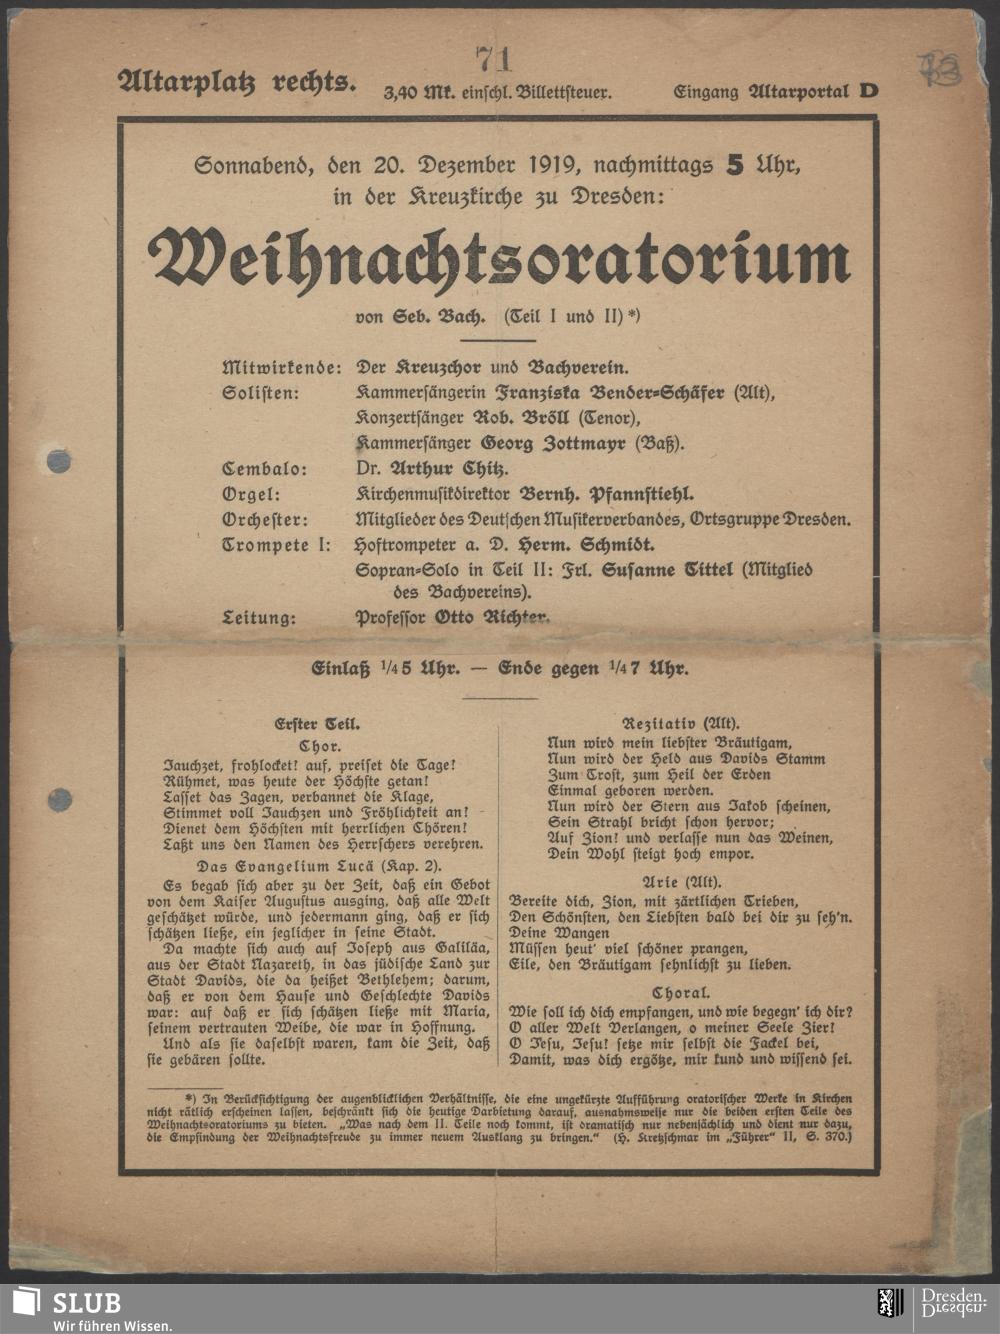 71
Altarplatz rechts. 3,40 Mk. einschl. Billettsteuer. Eingang Altarportal D
Sonnabend, den 20. Dezember 1919, nachmittags 5 Uhr,
in der Kreuzkirche zu Dresden:
Weihnachtsoratorium
von Seb. Bach. (Teil I und II) *)
Mitwirkende: Der Kreuzchor und Bachverein.
Solisten: Kammersängerin Franziska Bender-Schäfer (Alt),
Konzertsänger Rob. Bröll (Tenor),
Kammersänger Georg Zottmayr (Baß).
Cembalo: Dr. Arthur Chitz.
Orgel: Kirchenmusikdirektor Bernh. Pfannstiehl.
Orchester: Mitglieder des Deutschen Musikerverbandes, Ortsgruppe Dresden.
Trompete I: Hoftrompeter a. D. Herm. Schmidt.
Sopran-Solo in Teil II: Frl. Susanne Tittel (Mitglied
des Bachvereins).
Leitung: Professor Otto Richter.
Einlaß 1/4 5 Uhr. — Ende gegen 1/4 7 Uhr.
Erster Teil.
Chor.
Jauchzet, frohlocket! auf, preiset die Tage!
Rühmet, was heute der Höchste getan!
Lasset das Zagen, verbannet die Klage,
Stimmet voll Jauchzen und Fröhlichkeit an!
Dienet dem Höchsten mit herrlichen Chören!
Laßt uns den Namen des Herrschers verehren.
Das Evangelium Lucä (Kap. 2).
Es begab sich aber zu der Zeit, daß ein Gebot
von dem Kaiser Augustus ausging, daß alle Welt
geschätzet würde, und jedermann ging, daß er sich
schätzen ließe, ein jeglicher in seine Stadt.
Da machte sich auch auf Joseph aus Galiläa,
aus der Stadt Nazareth, in das jüdische Land zur
Stadt Davids, die da heißet Bethlehem; darum,
daß er von dem Hause und Geschlechte Davids
war: auf daß er sich schätzen ließe mit Maria,
seinem vertrauten Weibe, die war in Hoffnung.
Und als sie daselbst waren, kam die Zeit, daß
sie gebären sollte.
Rezitativ (Alt).
Nun wird mein liebster Bräutigam,
Nun wird der Held aus Davids Stamm
Zum Trost, zum Heil der Erden
Einmal geboren werden.
Nun wird der Stern aus Jakob scheinen,
Sein Strahl bricht schon hervor;
Auf Zion! und verlasse nun das Weinen,
Dein Wohl steigt hoch empor.
Arie (Alt).
Bereite dich, Zion, mit zärtlichen Trieben,
Den Schönsten, den Liebsten bald bei dir zu seh'n.
Deine Wangen
Müssen heut' viel schöner prangen,
Eile, den Bräutigam sehnlichst zu lieben.
Choral.
Wie soll ich dich empfangen, und wie begegn' ich dir?
O aller Welt Verlangen, o meiner Seele Zier!
O Jesu, Jesu! setze mir selbst die Fackel bei,
Damit, was dich ergötze, mir kund und wissend sei.
*) In Berücksichtigung der augenblicklichen Verhältnisse, die eine ungekürzte Aufführung oratorischer Werke in Kirchen
nicht rätlich erscheinen lassen, beschränkt sich die heutige Darbietung darauf, ausnahmsweise nur die beiden ersten Teile des
Weihnachtsoratoriums zu bieten. „Was nach dem II. Teile noch kommt, ist dramatisch nur nebensächlich und dient nur dazu,
die Empfindung der Weihnachtsfreude zu immer neuem Ausklang zu bringen.“ (H. Kretzschmar im „Führer“ II, S. 370.)
SLUB
Wir führen Wissen.
Dresden.
Dresden.